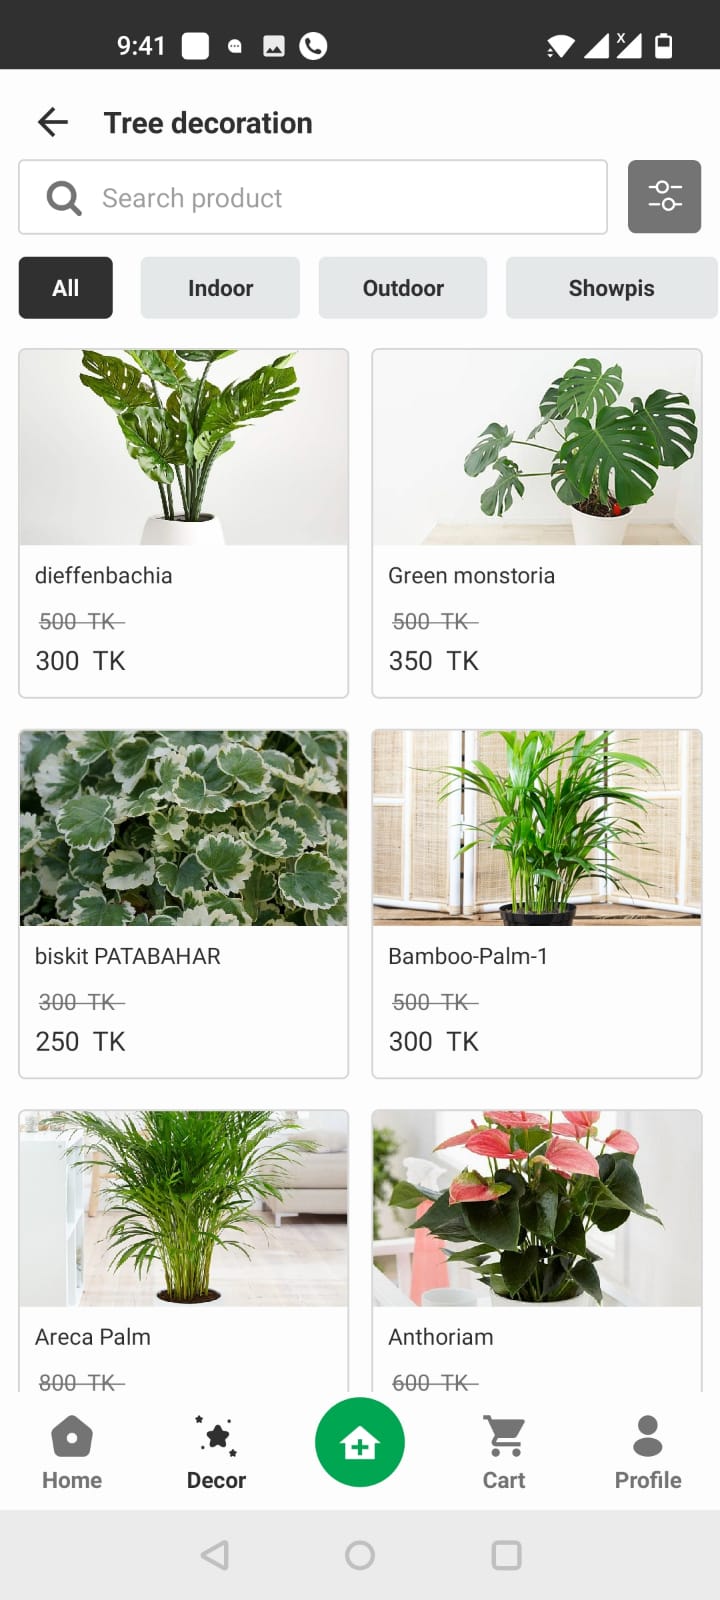 9:41
Tree decoration
Search product
All Indoor Outdoor Showpis
dieffenbachia Green monstoria
500 TK 500 TK
300 TK 350 TK
biskit PATABAHAR Bamboo-Palm-1
300 TK 500 TK
250 TK 300 TK
Areca Palm Anthoriam
800 TK 600 TK
Home Decor Cart Profile